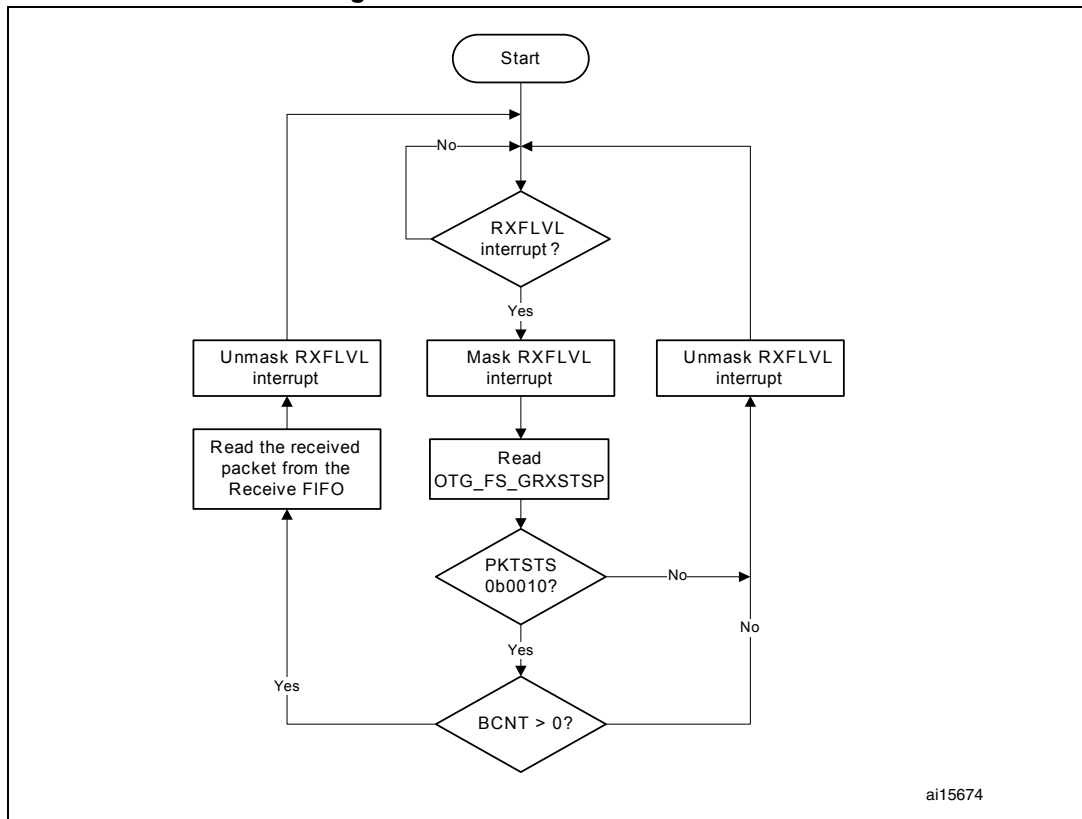 Start
No
RXFLVL
interrupt ?
Yes
Unmask RXFLVL
interrupt
Mask RXFLVL
interrupt
Unmask RXFLVL
interrupt
Read the received
packet from the
Receive FIFO
Read
OTG_FS_GRXSTSP
PKTSTS
0b0010?
No
No
Yes
Yes
BCNT > 0?
ai15674